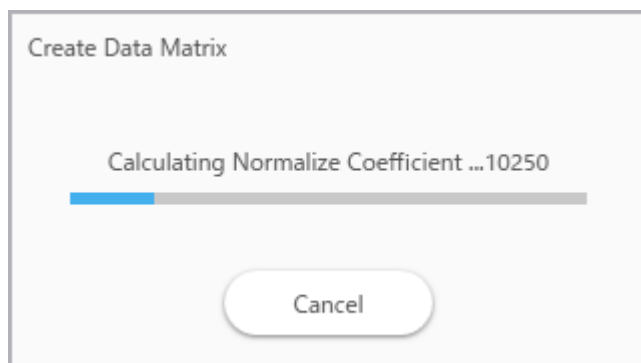 Create Data Matrix
Calculating Normalize Coefficient ...10250
Cancel